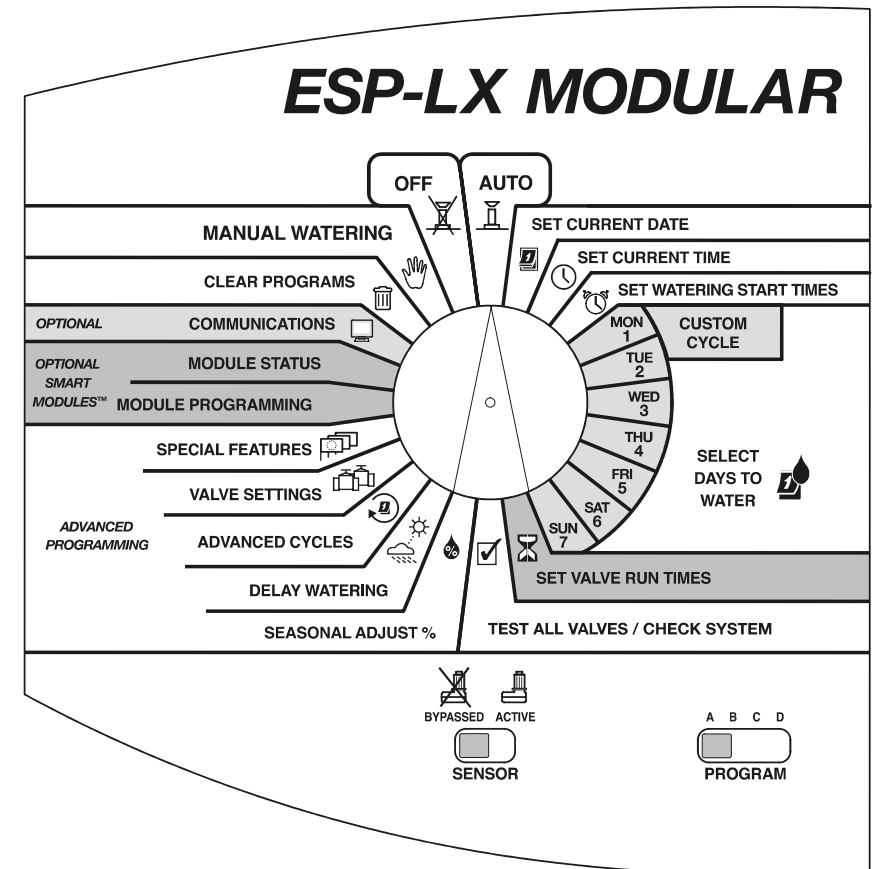 ESP-LX MODULAR
OFF
AUTO
MANUAL WATERING
CLEAR PROGRAMS
OPTIONAL
COMMUNICATIONS
OPTIONAL
SMART
MODULES™
MODULE STATUS
MODULE PROGRAMMING
SPECIAL FEATURES
VALVE SETTINGS
ADVANCED
PROGRAMMING
ADVANCED CYCLES
DELAY WATERING
SEASONAL ADJUST %
SET CURRENT DATE
1
SET CURRENT TIME
SET WATERING START TIMES
CUSTOM
CYCLE
MON
1
TUE
2
WED
3
THU
4
FRI
5
SAT
6
SUN
7
SELECT
DAYS TO
WATER
1
1
%
SET VALVE RUN TIMES
TEST ALL VALVES / CHECK SYSTEM
BYPASSED ACTIVE
SENSOR
A B C D
PROGRAM